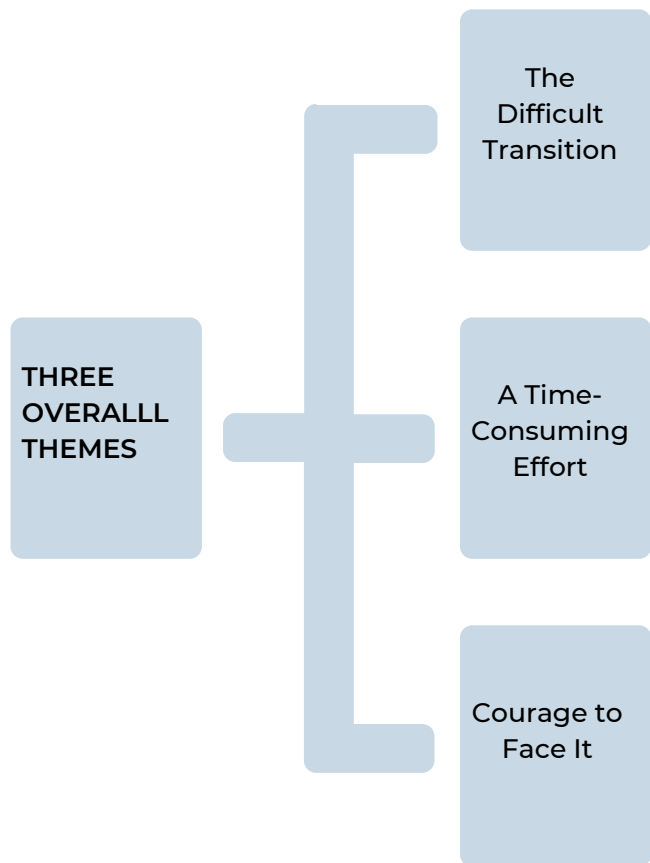 THREE
OVERALLL
THEMES
The
Difficult
Transition
A Time-
Consuming
Effort
Courage to
Face It